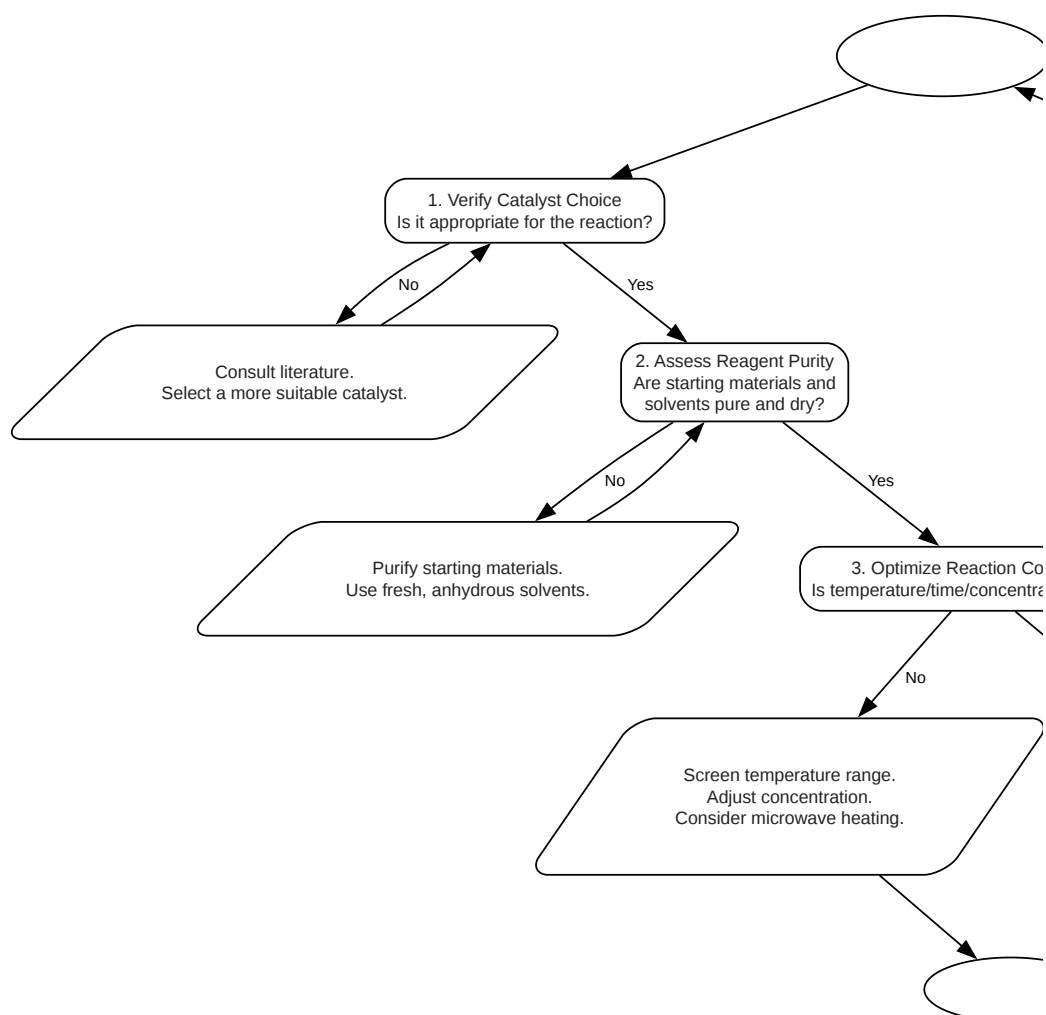 1. Verify Catalyst Choice
Is it appropriate for the reaction?
No
Yes
Consult literature.
Select a more suitable catalyst.
2. Assess Reagent Purity
Are starting materials and
solvents pure and dry?
No
Yes
Purify starting materials.
Use fresh, anhydrous solvents.
3. Optimize Reaction
Is
No
Screen temperature range.
Adjust concentration.
Consider microwave heating.